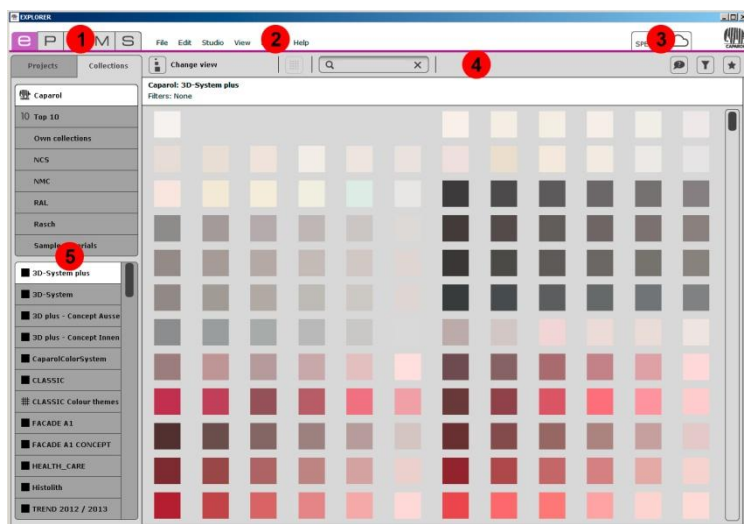 EXPLORER
e P M S
1
File Edit Studio View 2 Help
3
CAPAROL
Projects Collections
Change view
4
Caparol
Caparol: 3D-System plus
Filters: None
10 Top 10
Own collections
NCS
NMC
RAL
Rasch
5
3D-System plus
3D-System
3D plus - Concept Ausse
3D plus - Concept Innen
CaparolColorSystem
CLASSIC
CLASSIC Colour themes
FACADE A1
FACADE A1 CONCEPT
HEALTH_CARE
Histolith
TREND 2012 / 2013